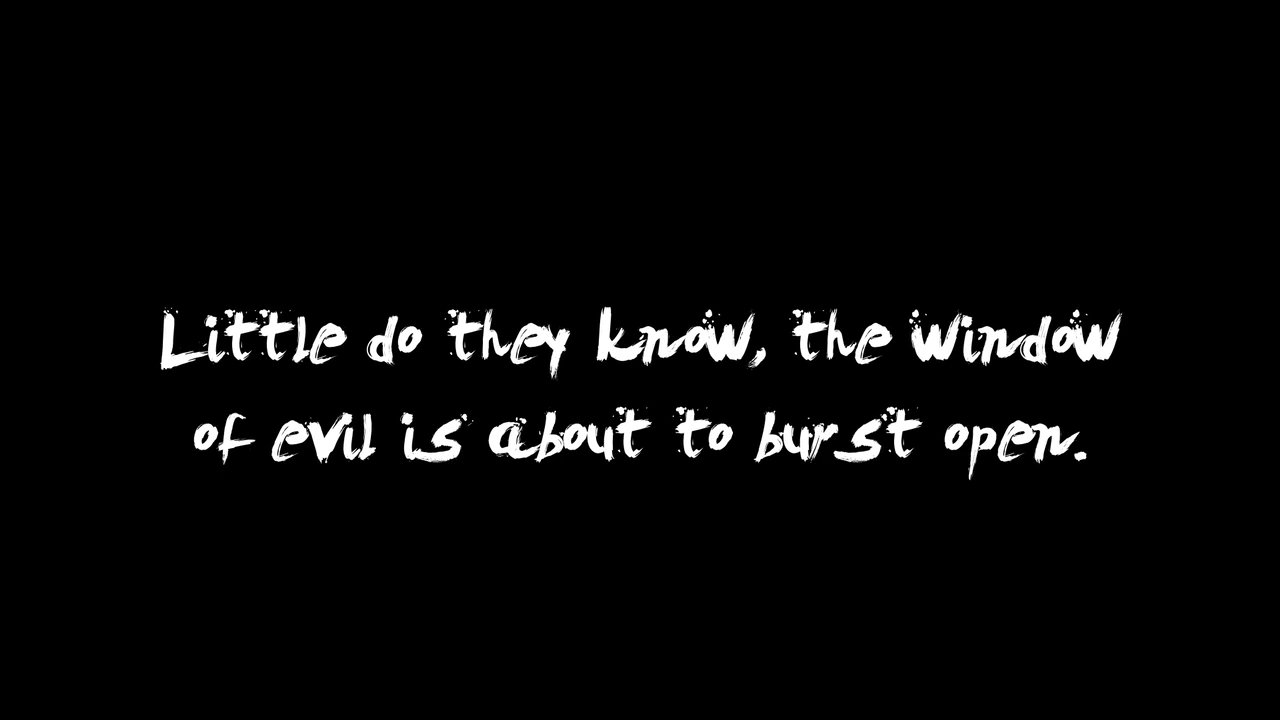 Little do they know, the window
of evil is about to burst open.